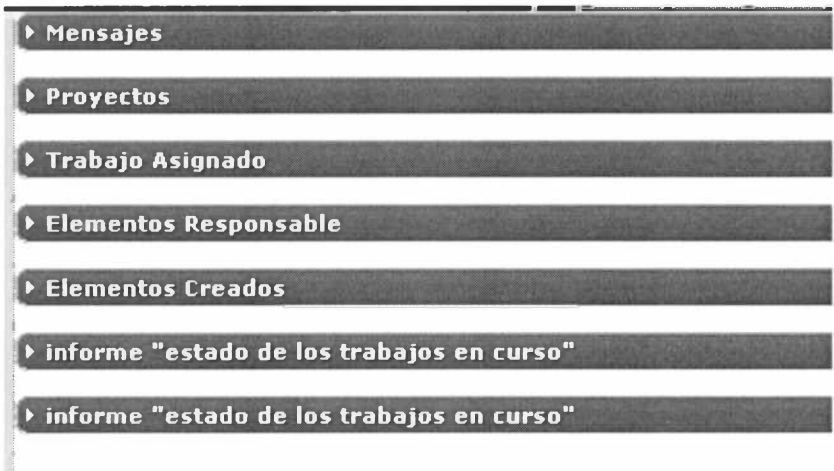 Mensajes
Proyectos
Trabajo Asignado
Elementos Responsable
Elementos Creados
informe "estado de los trabajos en curso"
informe "estado de los trabajos en curso"